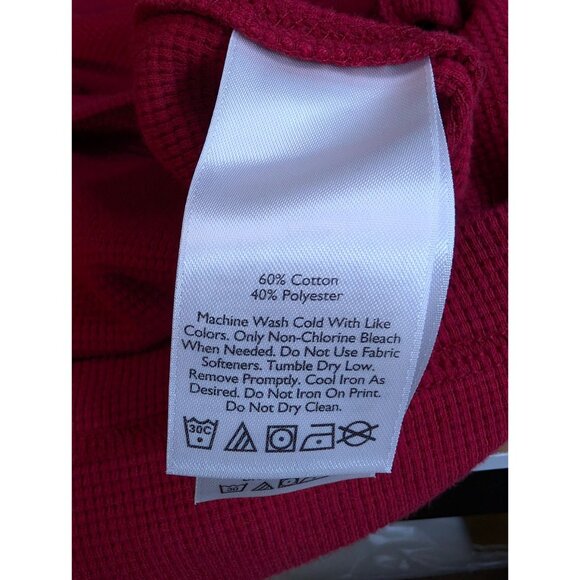 60% Cotton
40% Polyester
Machine Wash Cold With Like
Colors. Only Non-Chlorine Bleach
When Needed. Do Not Use Fabric
Softeners. Tumble Dry Low.
Remove Promptly. Cool Iron As
Desired. Do Not Iron On Print.
Do Not Dry Clean.
30C
30